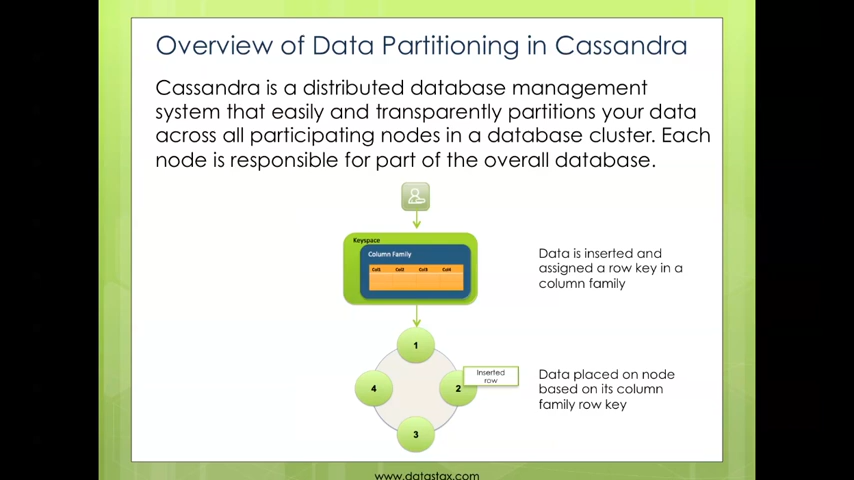 Overview of Data Partitioning in Cassandra
Cassandra is a distributed database management
system that easily and transparently partitions your data
across all participating nodes in a database cluster. Each
node is responsible for part of the overall database.
Keyspace
Column Family
Col1 Col2 Col3 Col4
Data is inserted and
assigned a row key in a
column family
1
Inserted
row
4
2
3
Data placed on node
based on its column
family row key
www.datastax.com